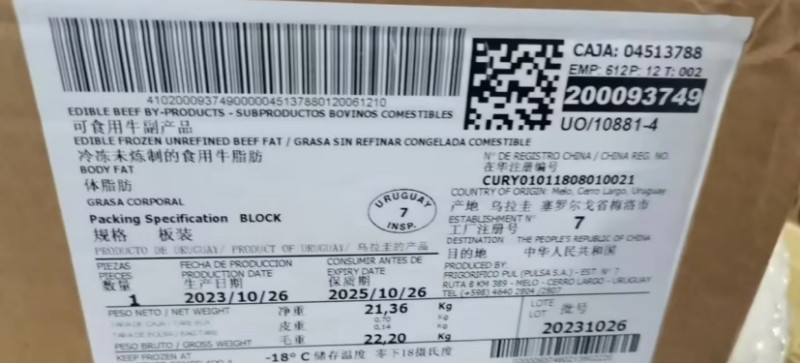 4102000937490000045137880120061210
CAJA: 04513788
EMP: 612P: 12 T: 002
200093749
UO/10881-4
EDIBLE BEEF BY-PRODUCTS - SUBPRODUCTOS BOVINOS COMESTIBLES
可食用牛副产品
EDIBLE FROZEN UNREFINED BEEF FAT / GRASA SIN REFINAR CONGELADA COMESTIBLE
冷冻未炼制的食用牛脂肪
BODY FAT
体脂肪
GRASA CORPORAL
Packing Specification BLOCK
规格 板装
PRODUCTO DE URUGUAY/ PRODUCT OF URUGUAY/ 乌拉圭的产品
URUGUAY
7
INSP.
N° DE REGISTRO CHINA / CHINA REG. NO.
在华注册编号
CURY01011808010021
COUNTRY OF ORIGIN: Melo, Cerro Largo, Uruguay
产地 乌拉圭 塞罗尔戈省梅洛市
ESTABLISHMENT N° 7
工厂注册号
DESTINATION THE PEOPLE'S REPUBLIC OF CHINA
目的地 中华人民共和国
PRODUCED BY:
FRIGORIFICO PUL (PULSA S.A.) - EST. N° 7
RUTA 8 KM 389 - MELO - CERRO LARGO - URUGUAY
TEL (+598) 4640 2804 /2807
PIEZAS
PIECES
数量
1
FECHA DE PRODUCCION
PRODUCTION DATE
生产日期
2023/10/26
CONSUMIR ANTES DE
EXPIRY DATE
保质期
2025/10/26
PESO NETO / NET WEIGHT 净重 21,36 Kg
皮重 0,70 Kg
0,14 Kg
PESO BRUTO / GROSS WEIGHT 毛重 22,20 Kg
KEEP FROZEN AT -18° C 储存温度 零下18摄氏度
LOTE
LOT 批号
20231026